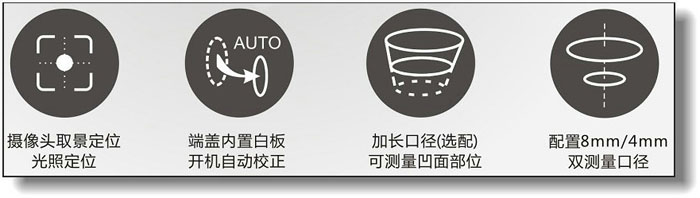 AUTO
摄像头取景定位
光照定位
端盖内置白板
开机自动校正
加长口径(选配)
可测量凹面部位
配置8mm/4mm
双测量口径